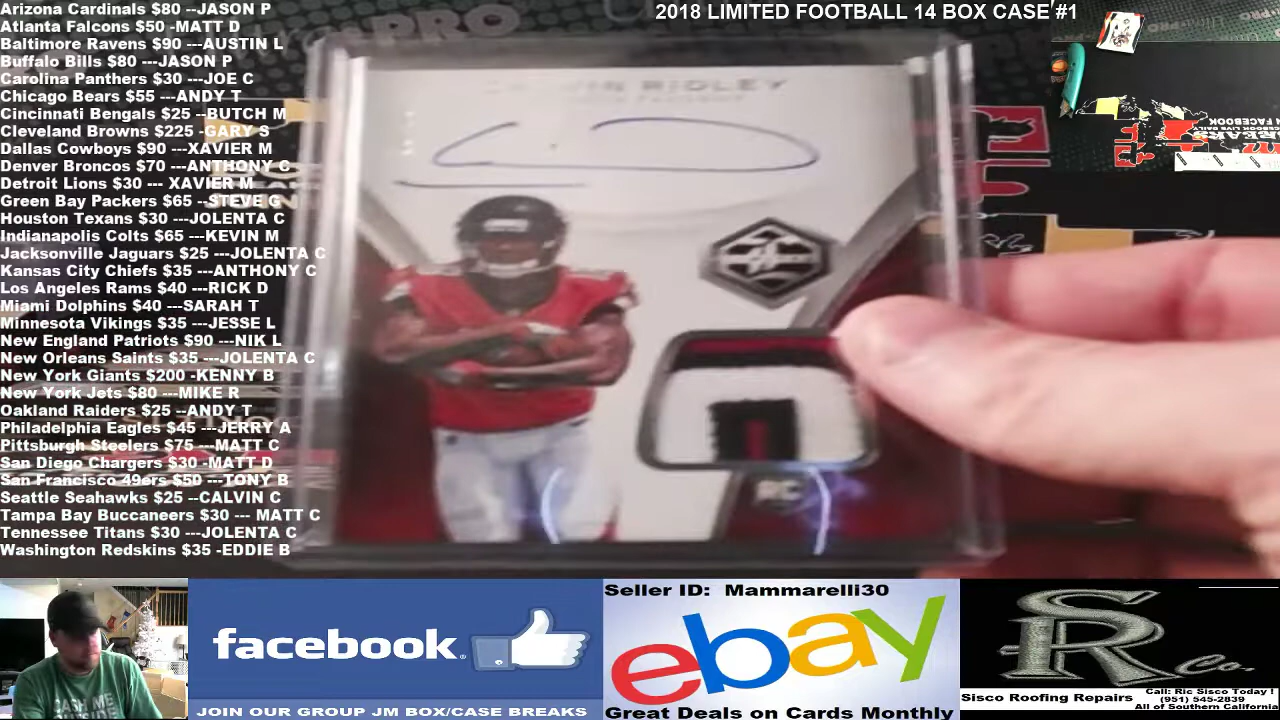 Arizona Cardinals $80 --JASON P
Atlanta Falcons $50 -MATT D
Baltimore Ravens $90 ---AUSTIN L
Buffalo Bills $80 ---JASON P
Carolina Panthers $30 ---JOE C
Chicago Bears $55 ---ANDY T
Cincinnati Bengals $25 --BUTCH M
Cleveland Browns $225 -GARY S
Dallas Cowboys $90 ---XAVIER M
Denver Broncos $70 ---ANTHONY C
Detroit Lions $30 --- XAVIER M
Green Bay Packers $65 --STEVE G
Houston Texans $30 ---JOLENTA C
Indianapolis Colts $65 ---KEVIN M
Jacksonville Jaguars $25 ---JOLENTA C
Kansas City Chiefs $35 ---ANTHONY C
Los Angeles Rams $40 ---RICK D
Miami Dolphins $40 ---SARAH T
Minnesota Vikings $35 ---JESSE L
New England Patriots $90 ---NIK L
New Orleans Saints $35 ---JOLENTA C
New York Giants $200 -KENNY B
New York Jets $80 ---MIKE R
Oakland Raiders $25 --ANDY T
Philadelphia Eagles $45 ---JERRY A
Pittsburgh Steelers $75 ---MATT C
San Diego Chargers $30 -MATT D
San Francisco 49ers $50 ---TONY B
Seattle Seahawks $25 --CALVIN C
Tampa Bay Buccaneers $30 --- MATT C
Tennessee Titans $30 ---JOLENTA C
Washington Redskins $35 -EDDIE B
2018 LIMITED FOOTBALL 14 BOX CASE #1
RIDLEY
RC
facebook
JOIN OUR GROUP JM BOX/CASE BREAKS
Seller ID: Mammarelli30
ebay
Great Deals on Cards Monthly
SR Co.
Sisco Roofing Repairs
Call: Ric Sisco Today !
(951) 545-2839
All of Southern California